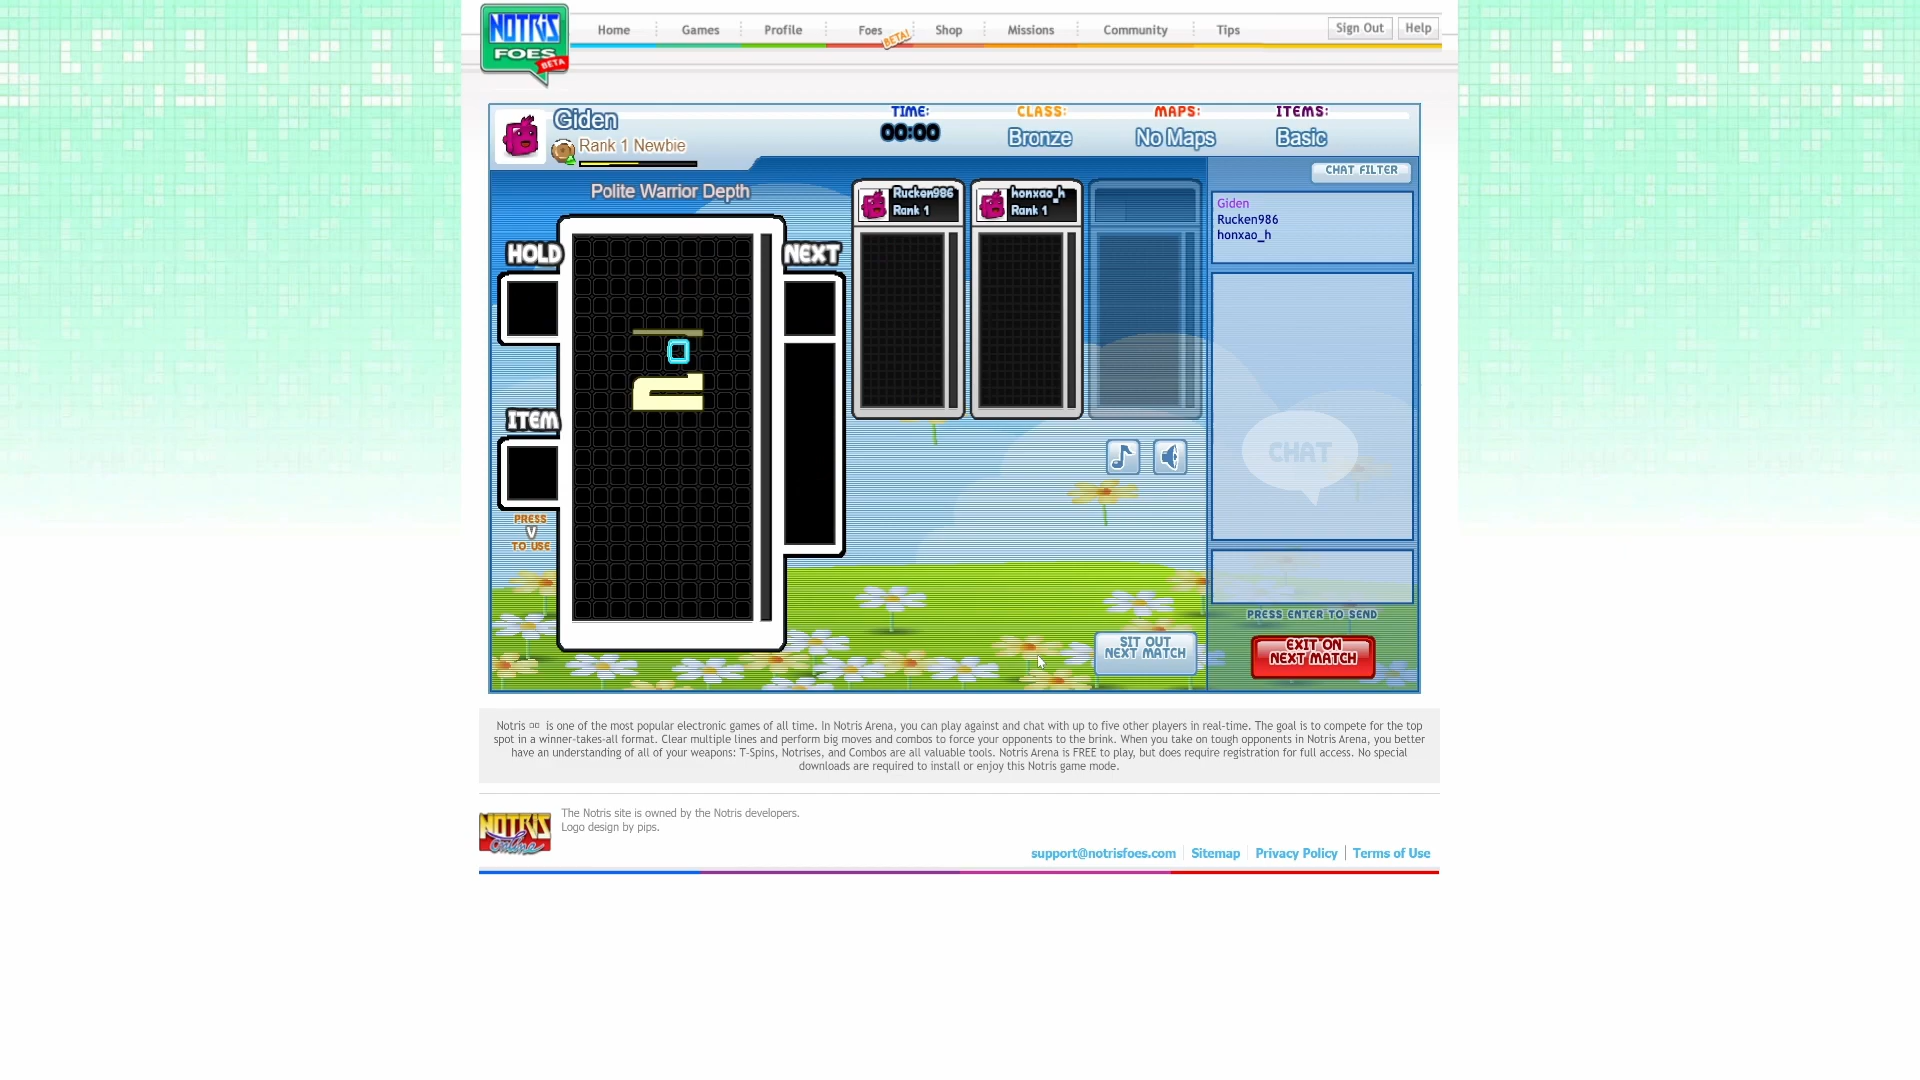 NOTRIS
FOES
BETA
Home
Games
Profile
Foes
BETA!
Shop
Missions
Community
Tips
Sign Out
Help
Giden
Rank 1 Newbie
TIME:
00:00
CLASS:
Bronze
MAPS:
No Maps
ITEMS:
Basic
Polite Warrior Depth
HOLD
NEXT
ITEM
PRESS
V
TO USE
Rucken986
Rank 1
honxao_h
Rank 1
CHAT FILTER
Giden
Rucken986
honxao_h
CHAT
PRESS ENTER TO SEND
SIT OUT
NEXT MATCH
EXIT ON
NEXT MATCH
Notris is one of the most popular electronic games of all time. In Notris Arena, you can play against and chat with up to five other players in real-time. The goal is to compete for the top
spot in a winner-takes-all format. Clear multiple lines and perform big moves and combos to force your opponents to the brink. When you take on tough opponents in Notris Arena, you better
have an understanding of all of your weapons: T-Spins, Notrises, and Combos are all valuable tools. Notris Arena is FREE to play, but does require registration for full access. No special
downloads are required to install or enjoy this Notris game mode.
NOTRIS
Online
The Notris site is owned by the Notris developers.
Logo design by pips.
support@notrisfoes.com
Sitemap
Privacy Policy
Terms of Use